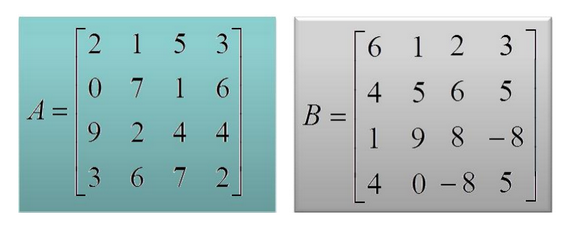 A = [2 1 5 3
0 7 1 6
9 2 4 4
3 6 7 2]
B = [6 1 2 3
4 5 6 5
1 9 8 -8
4 0 -8 5]